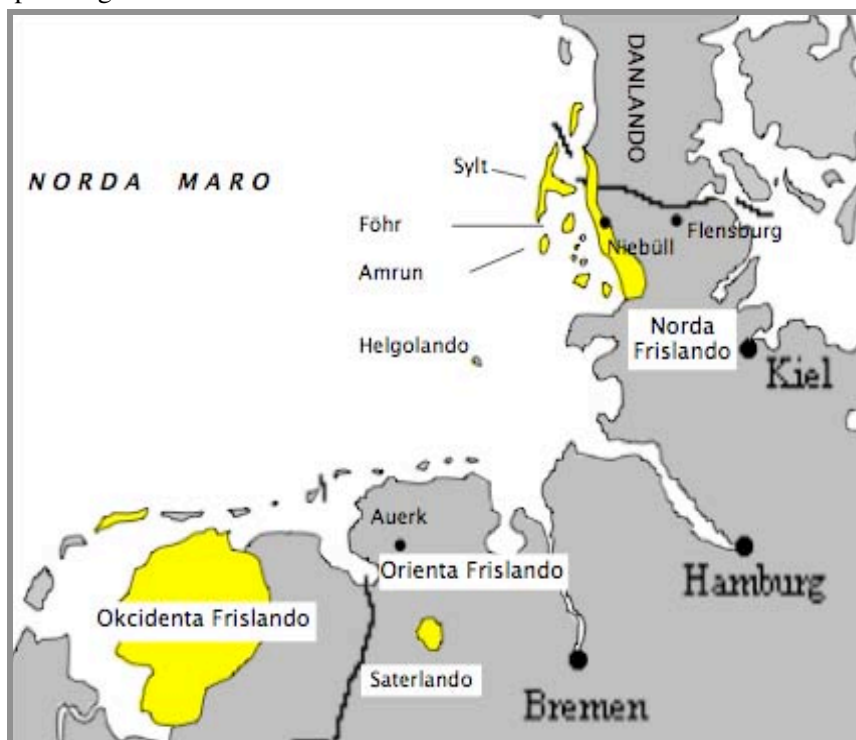 DANLANDO
NORDA MARO
Sylt
Föhr
Flensburg
Niebüll
Amrun
Norda
Frislando
Helgolando
Kiel
Auerk
Hamburg
Orienta Frislando
Okcidenta Frislando
Saterlando
Bremen